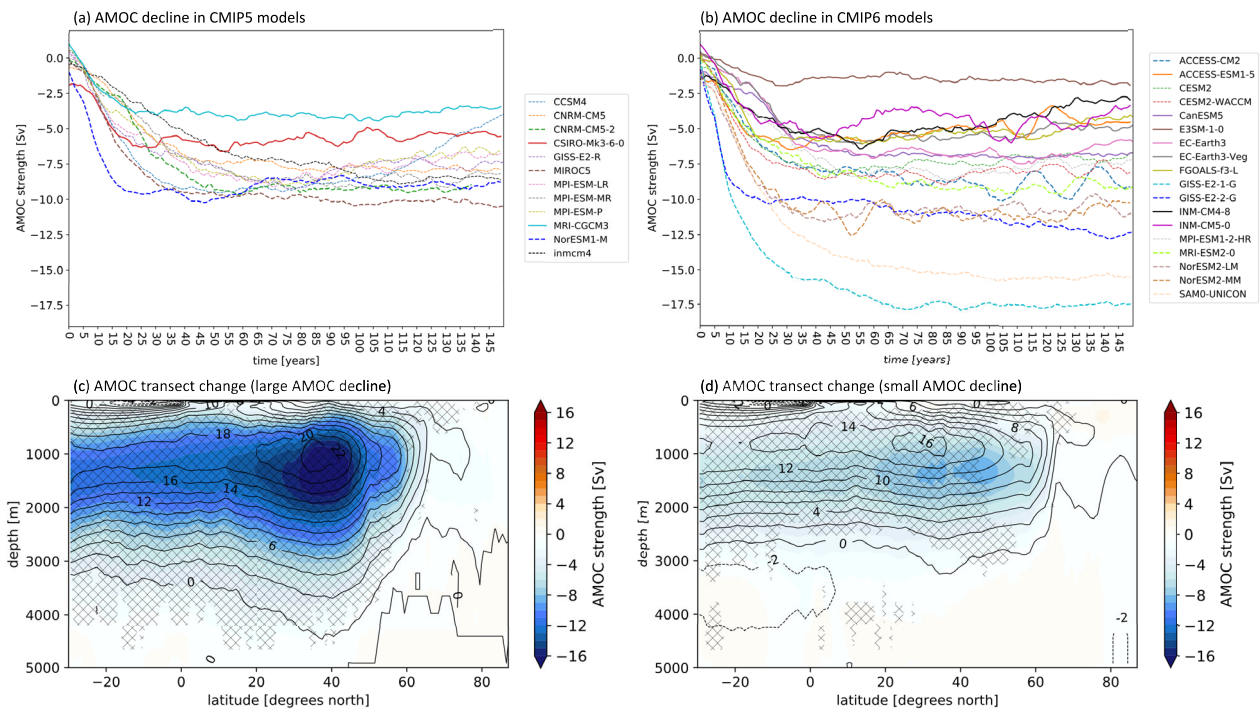 (a) AMOC decline in CMIP5 models
(b) AMOC decline in CMIP6 models
AMOC strength [Sv]
0.0
−2.5
−5.0
−7.5
−10.0
−12.5
−15.0
−17.5
0 5 10 15 20 25 30 35 40 45 50 55 60 65 70 75 80 85 90 95 100 105 110 115 120 125 130 135 140 145
time [years]
CCSM4
CNRM-CM5
CNRM-CM5-2
CSIRO-Mk3-6-0
GISS-E2-R
MIROC5
MPI-ESM-LR
MPI-ESM-MR
MPI-ESM-P
MRI-CGCM3
NorESM1-M
inmcm4
AMOC strength [Sv]
0.0
−2.5
−5.0
−7.5
−10.0
−12.5
−15.0
−17.5
0 5 10 15 20 25 30 35 40 45 50 55 60 65 70 75 80 85 90 95 100 105 110 115 120 125 130 135 140 145
time [years]
ACCESS-CM2
ACCESS-ESM1-5
CESM2
CESM2-WACCM
CanESM5
E3SM-1-0
EC-Earth3
EC-Earth3-Veg
FGOALS-f3-L
GISS-E2-1-G
GISS-E2-2-G
INM-CM4-8
INM-CM5-0
MPI-ESM1-2-HR
MRI-ESM2-0
NorESM2-LM
NorESM2-MM
SAM0-UNICON
(c) AMOC transect change (large AMOC decline)
(d) AMOC transect change (small AMOC decline)
depth [m]
0
1000
2000
3000
4000
5000
0
10
4
18
20
16
14
12
6
0
0
0
−20 0 20 40 60 80
latitude [degrees north]
16
12
8
4
0
−4
−8
−12
−16
AMOC strength [Sv]
depth [m]
0
1000
2000
3000
4000
5000
0
6
0
8
14
16
12
10
4
0
-2
-2
−20 0 20 40 60 80
latitude [degrees north]
16
12
8
4
0
−4
−8
−12
−16
AMOC strength [Sv]